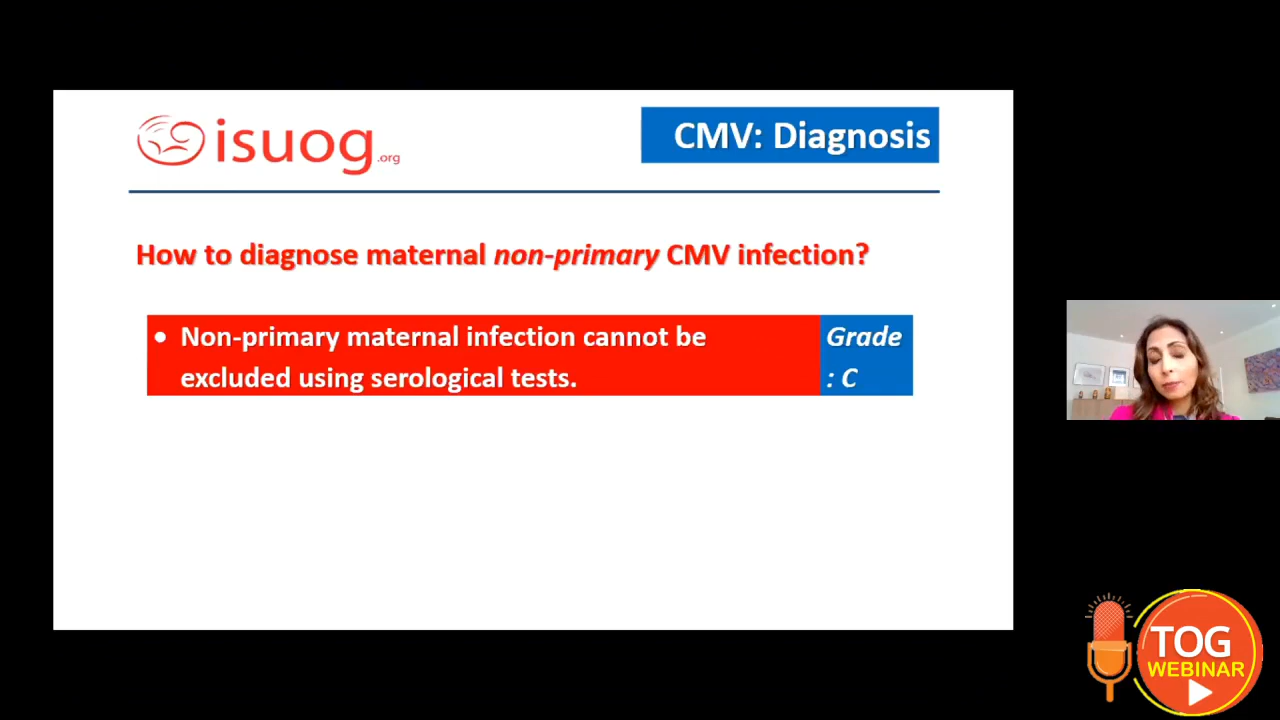 isuog.org
CMV: Diagnosis
How to diagnose maternal non-primary CMV infection?
• Non-primary maternal infection cannot be
excluded using serological tests.
Grade
: C
TOG
WEBINAR